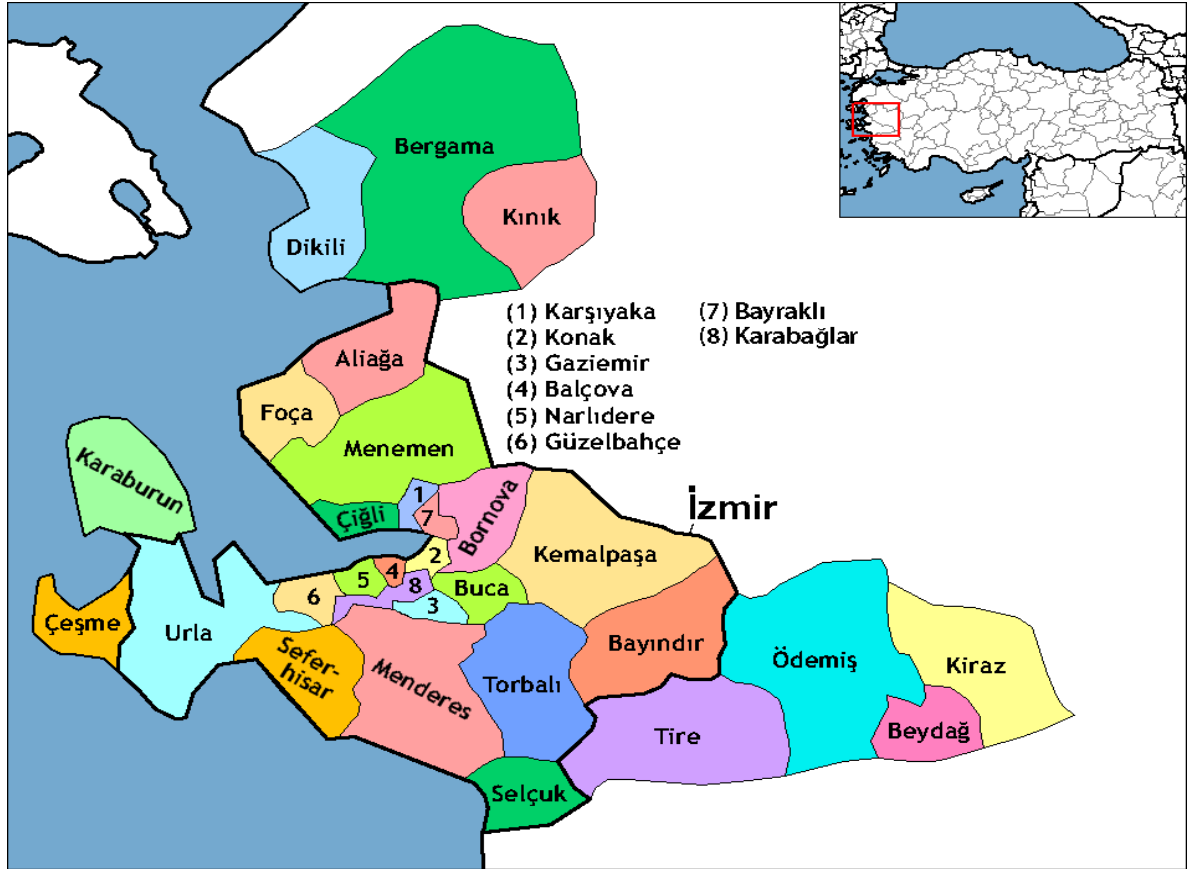 Bergama
Kınık
Dikili
(1) Karşıyaka
(2) Konak
(3) Gaziemir
(4) Balçova
(5) Narlıdere
(6) Güzelbahçe
(7) Bayraklı
(8) Karabağlar
Aliağa
Foça
Menemen
Karaburun
1
Çiğli
7
Bornova
İzmir
2
Kemalpaşa
4
5
8
Buca
6
3
Çeşme
Urla
Sefer-
hisar
Menderes
Torbalı
Bayındır
Ödemiş
Kiraz
Beydağ
Tire
Selçuk